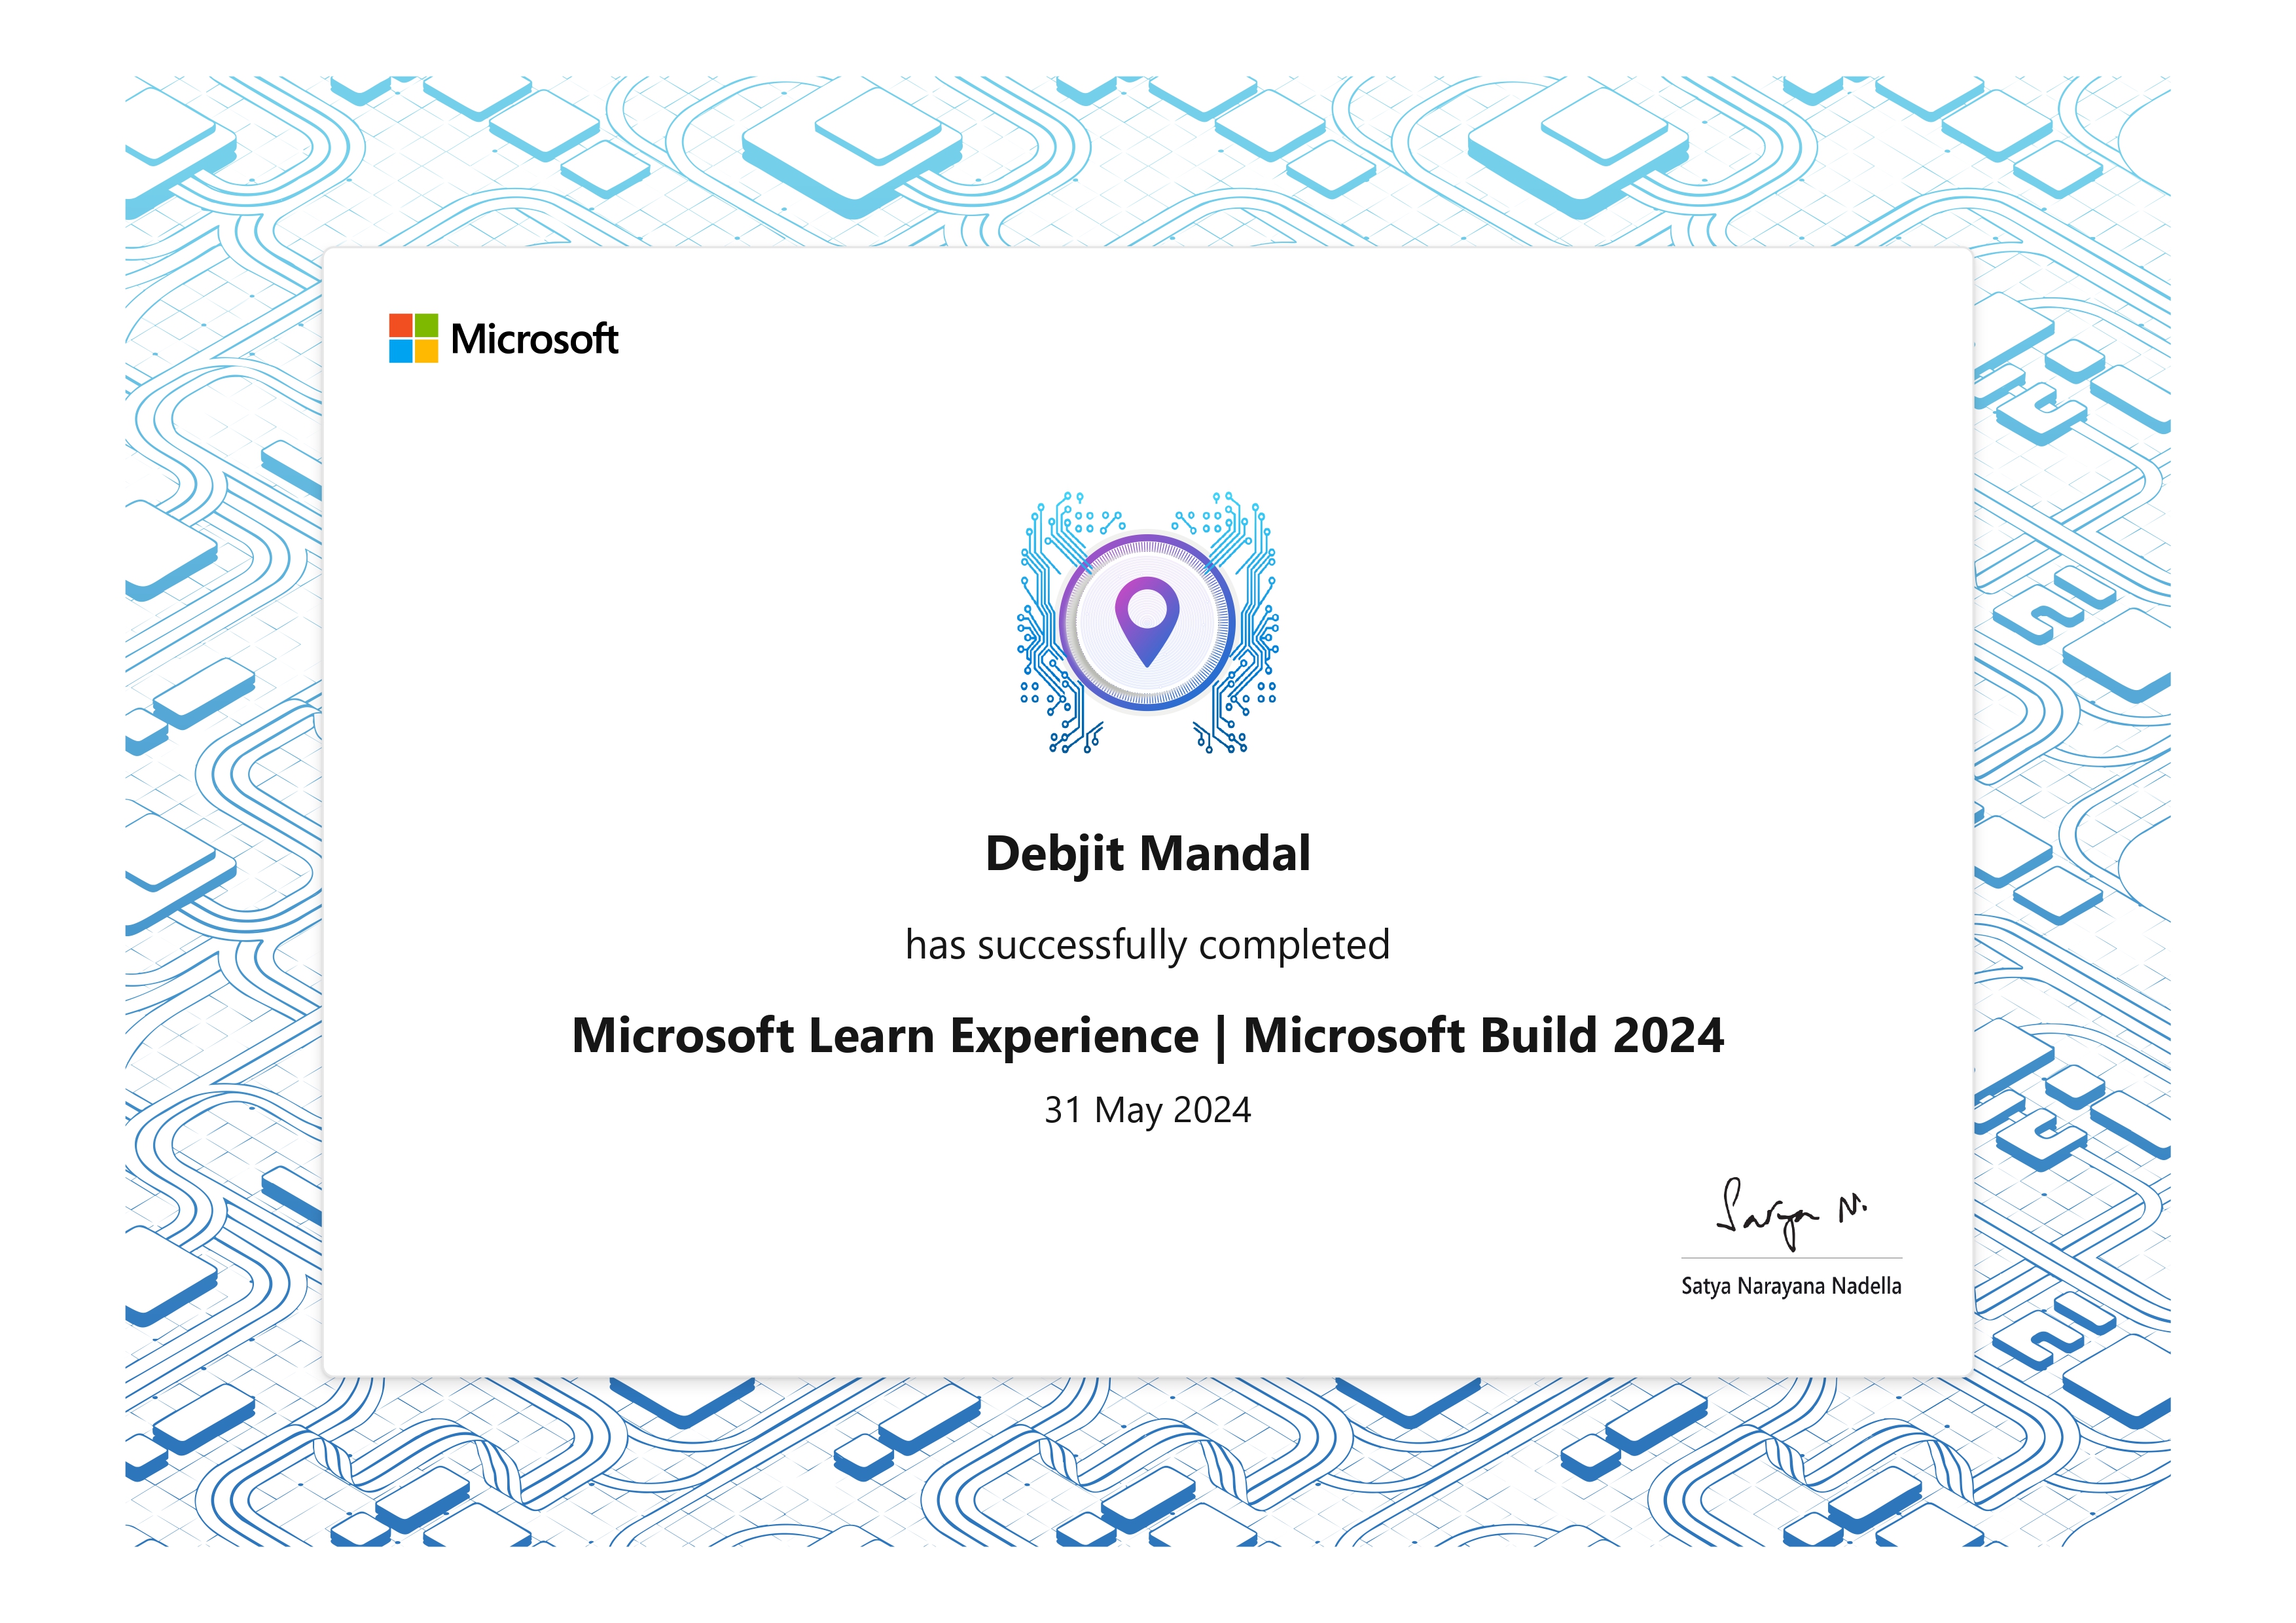 Microsoft
Debjit Mandal
has successfully completed
Microsoft Learn Experience | Microsoft Build 2024
31 May 2024
Satya N.
Satya Narayana Nadella